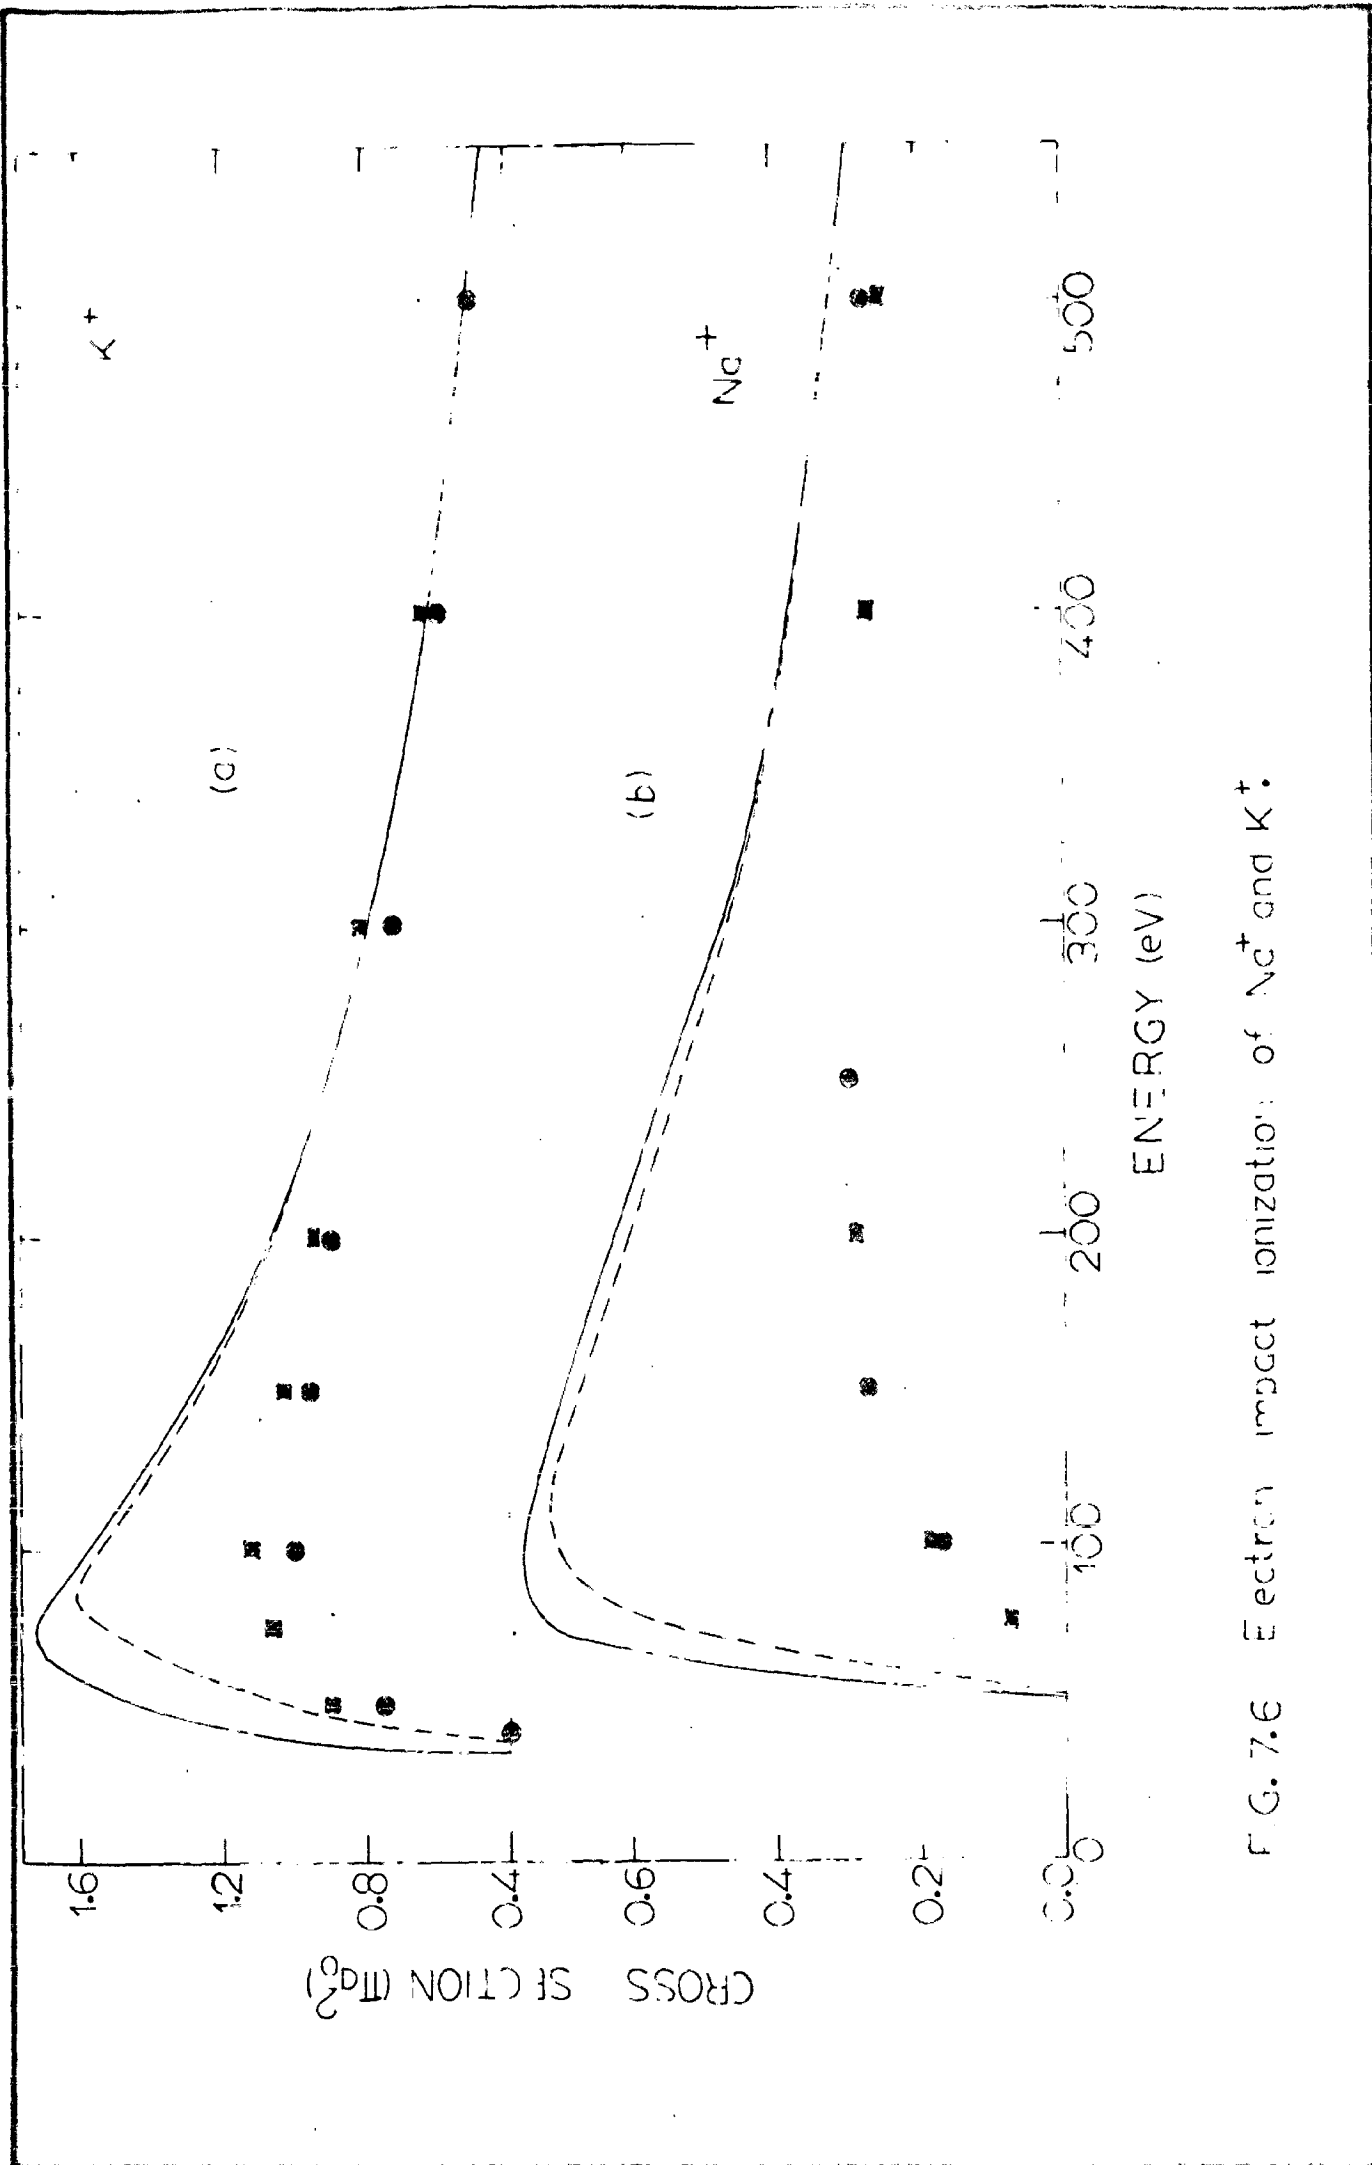 K⁺
(a)
1.6
1.2
0.8
0.4
Na⁺
(b)
0.6
0.4
0.2
0.0
CROSS SECTION (Πa₀²)
0 100 200 300 400 500
ENERGY (eV)
FIG. 7.6 Electron impact ionization of Na⁺ and K⁺.